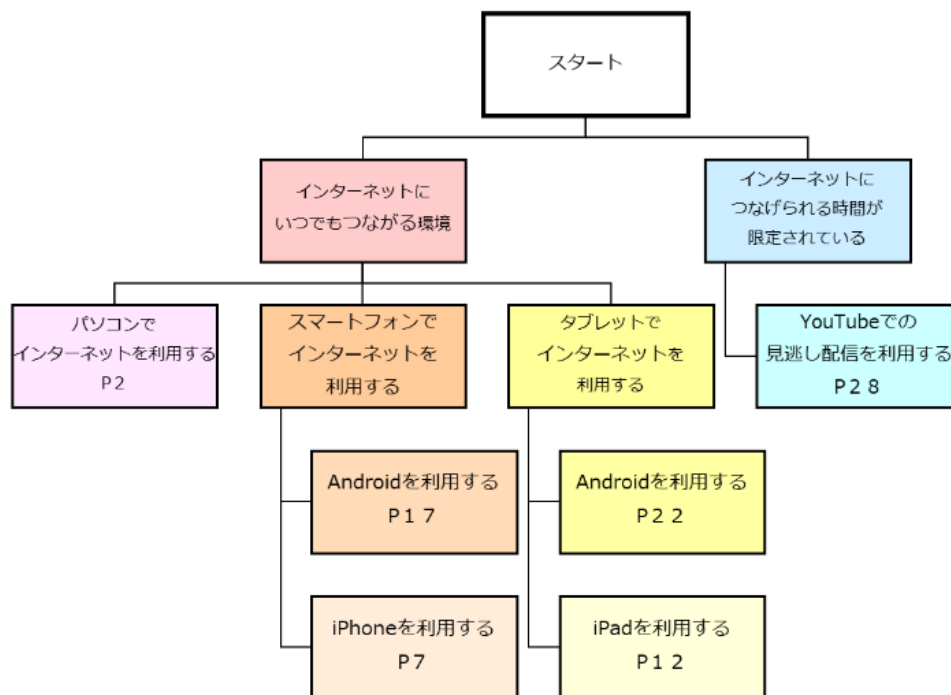 スタート
インターネットに
いつでもつながる環境
インターネットに
つなげられる時間が
限定されている
パソコンで
インターネットを利用する
P2
スマートフォンで
インターネットを
利用する
タブレットで
インターネットを
利用する
YouTubeでの
見逃し配信を利用する
P28
Androidを利用する
P17
Androidを利用する
P22
iPhoneを利用する
P7
iPadを利用する
P12